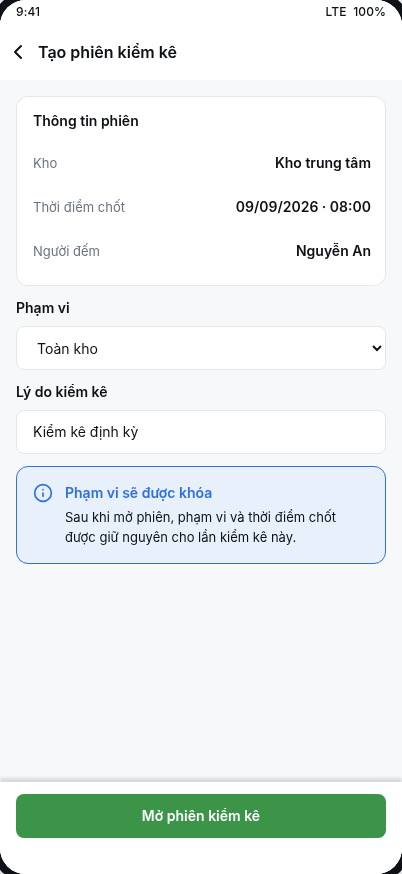 9:41
LTE 100%
Tạo phiên kiểm kê
Thông tin phiên
Kho
Kho trung tâm
Thời điểm chốt
09/09/2026 · 08:00
Người đếm
Nguyễn An
Phạm vi
Toàn kho
Lý do kiểm kê
Kiểm kê định kỳ
Phạm vi sẽ được khóa
Sau khi mở phiên, phạm vi và thời điểm chốt
được giữ nguyên cho lần kiểm kê này.
Mở phiên kiểm kê